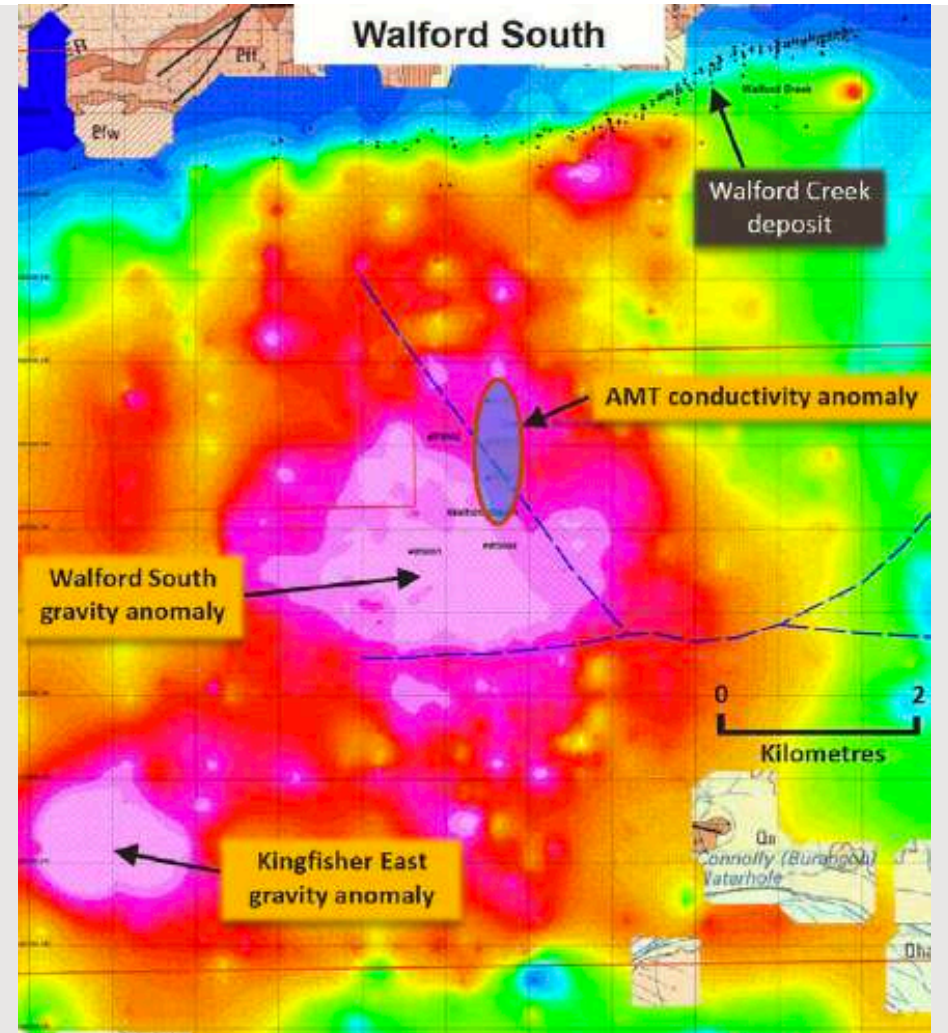 Walford South
Walford Creek
Walford Creek
deposit
AMT conductivity anomaly
Walford South
gravity anomaly
0 2
Kilometres
Kingfisher East
gravity anomaly
Connolly (Burangoo)
Waterhole